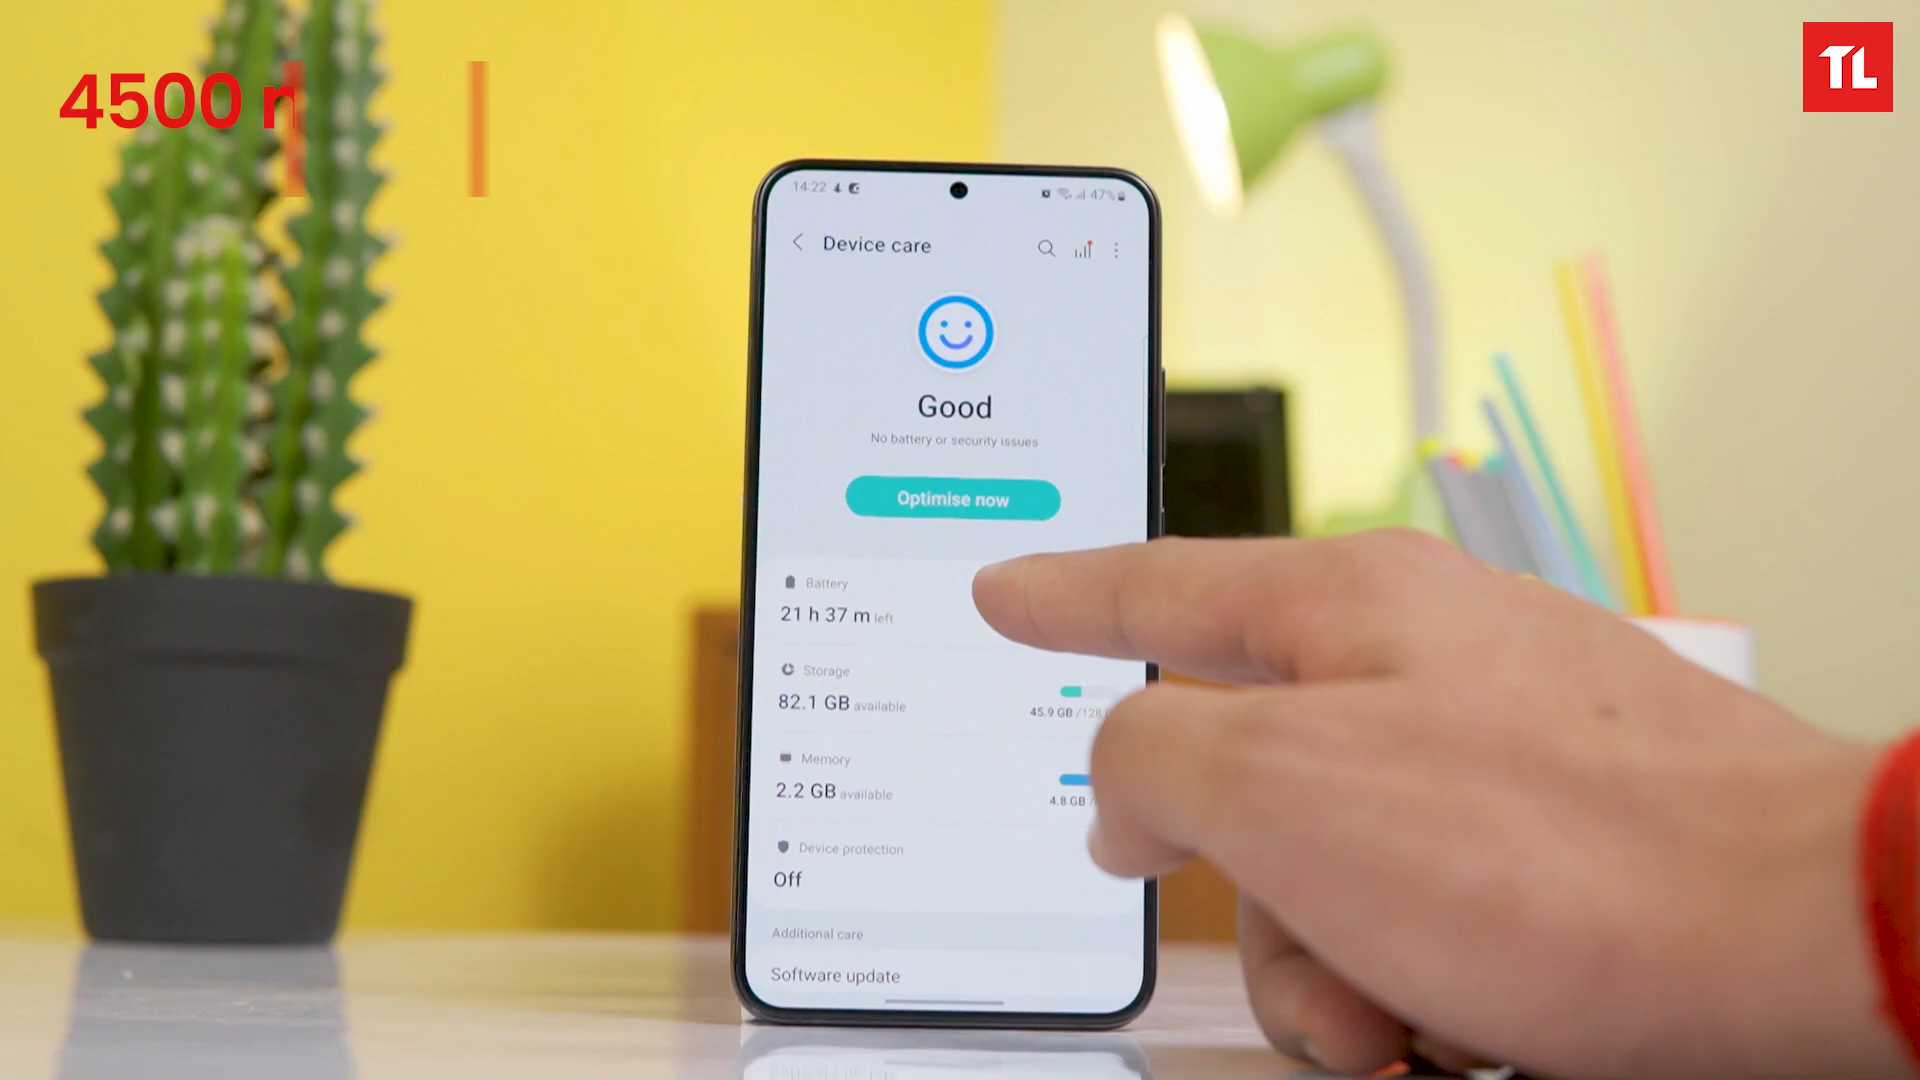 4500
TL
14:22
47%
Device care
Good
No battery or security issues
Optimise now
Battery
21 h 37 m left
Storage
82.1 GB available
45.9 GB /128
Memory
2.2 GB available
4.8 GB /
Device protection
Off
Additional care
Software update